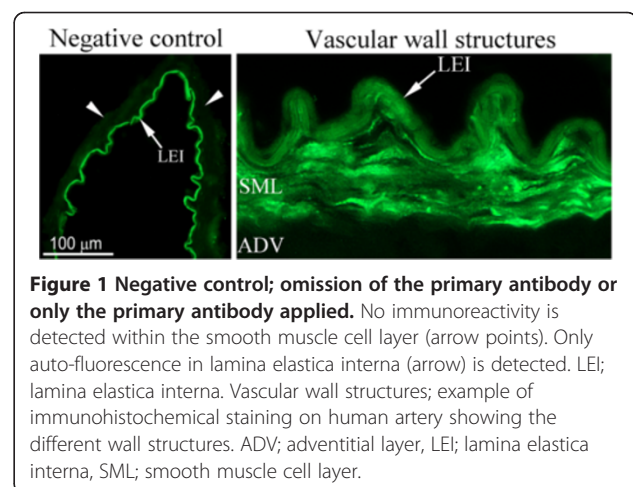 Negative control
Vascular wall structures
LEI
LEI
SML
100 µm
ADV
Figure 1 Negative control; omission of the primary antibody or
only the primary antibody applied. No immunoreactivity is
detected within the smooth muscle cell layer (arrow points). Only
auto-fluorescence in lamina elastica interna (arrow) is detected. LEI;
lamina elastica interna. Vascular wall structures; example of
immunohistochemical staining on human artery showing the
different wall structures. ADV; adventitial layer, LEI; lamina elastica
interna, SML; smooth muscle cell layer.